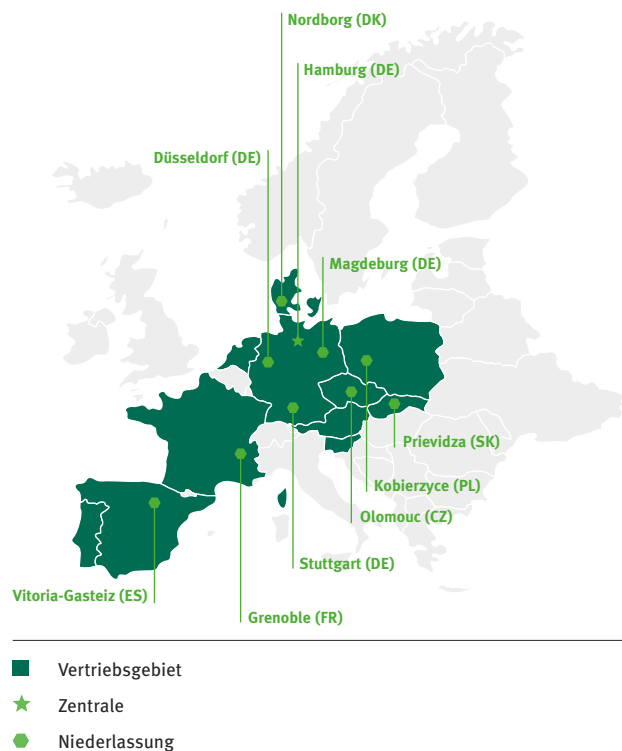 Nordborg (DK)
Hamburg (DE)
Düsseldorf (DE)
Magdeburg (DE)
Prievidza (SK)
Kobierzyce (PL)
Olomouc (CZ)
Stuttgart (DE)
Vitoria-Gasteiz (ES)
Grenoble (FR)
Vertriebsgebiet
Zentrale
Niederlassung